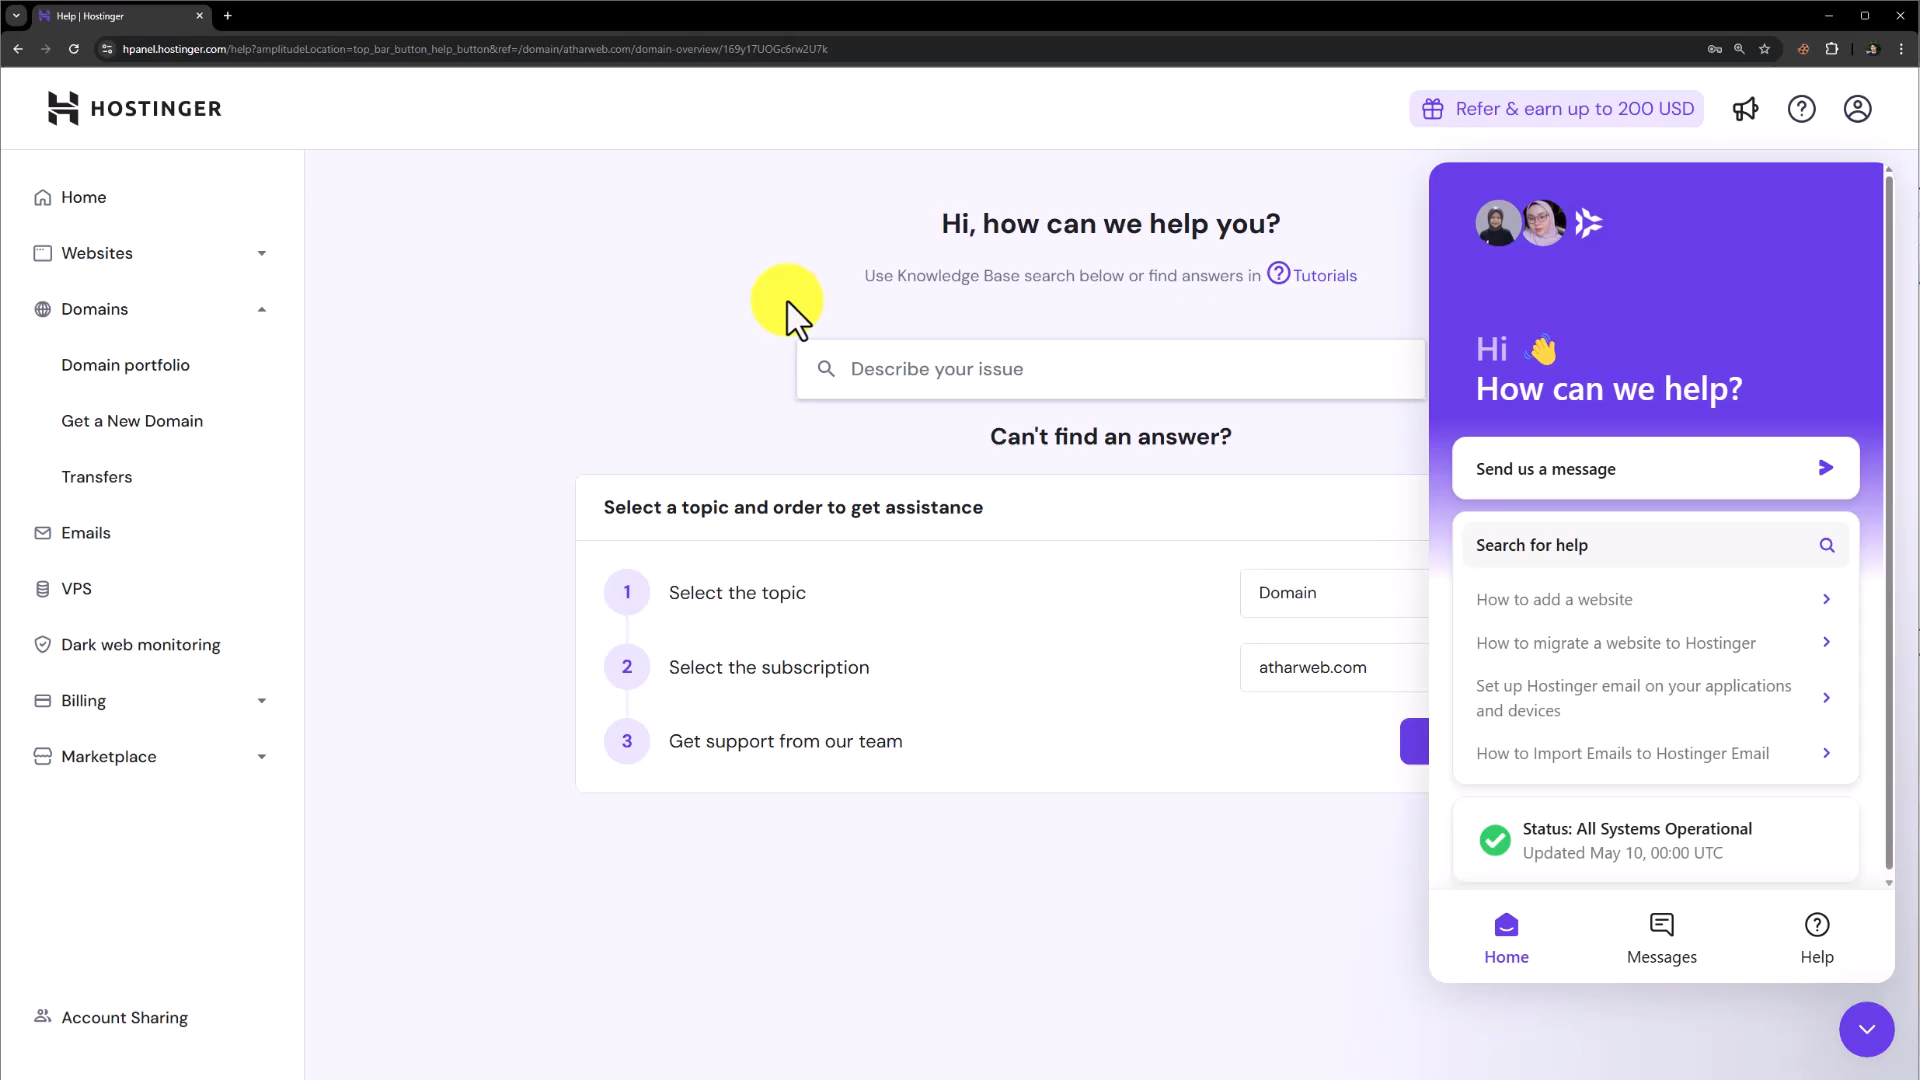 Help | Hostinger
hpanel.hostinger.com/help?amplitudeLocation=top_bar_button_help_button&ref=/domain/atharweb.com/domain-overview/169y17UOGc6rw2U7k
HOSTINGER
Refer & earn up to 200 USD
Home
Websites
Domains
Domain portfolio
Get a New Domain
Transfers
Emails
VPS
Dark web monitoring
Billing
Marketplace
Account Sharing
Hi, how can we help you?
Use Knowledge Base search below or find answers in Tutorials
Describe your issue
Can't find an answer?
Select a topic and order to get assistance
1 Select the topic Domain
2 Select the subscription atharweb.com
3 Get support from our team
Hi 👋
How can we help?
Send us a message
Search for help
How to add a website
How to migrate a website to Hostinger
Set up Hostinger email on your applications
and devices
How to Import Emails to Hostinger Email
Status: All Systems Operational
Updated May 10, 00:00 UTC
Home
Messages
Help